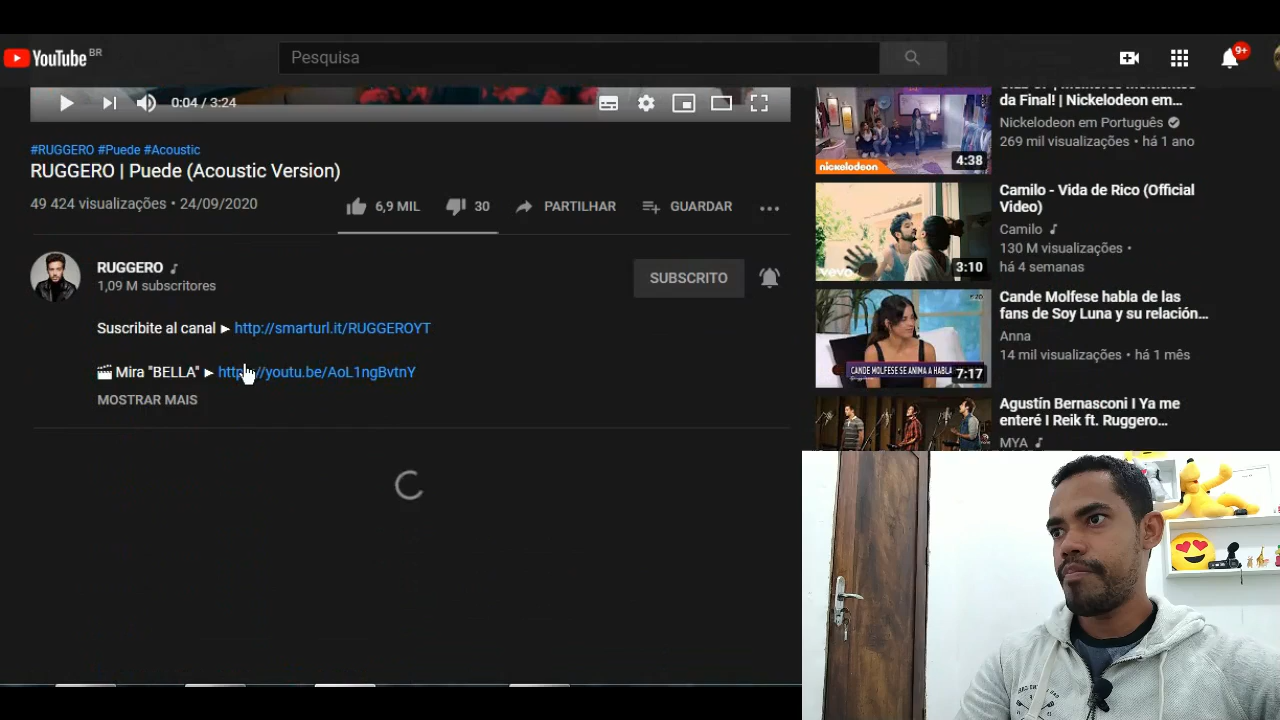 YouTube BR
Pesquisa
9+
0:04 / 3:24
#RUGGERO #Puede #Acoustic
RUGGERO | Puede (Acoustic Version)
49 424 visualizações • 24/09/2020
6,9 MIL
30
PARTILHAR
GUARDAR
RUGGERO
1,09 M subscritores
SUBSCRITO
Suscribite al canal ► http://smarturl.it/RUGGEROYT
Mira "BELLA" ► http://youtu.be/AoL1ngBvtnY
MOSTRAR MAIS
da Final! | Nickelodeon em...
Nickelodeon em Português
269 mil visualizações • há 1 ano
nickelodeon
4:38
Camilo - Vida de Rico (Official
Video)
Camilo
130 M visualizações •
há 4 semanas
vevo
3:10
Cande Molfese habla de las
fans de Soy Luna y su relación...
Anna
14 mil visualizações • há 1 mês
CANDE MOLFESE SE ANIMA A HABLA
7:17
Agustín Bernasconi I Ya me
enteré I Reik ft. Ruggero...
MYA